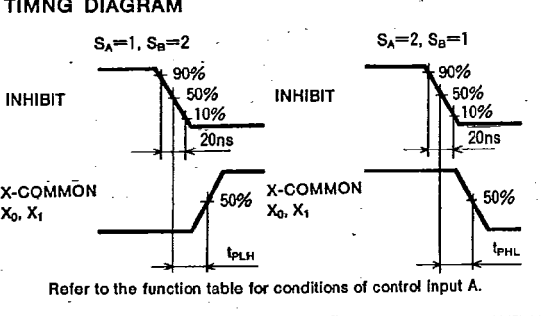 TIMNG DIAGRAM
SA=1, SB=2
INHIBIT
90%
50%
10%
20ns
X-COMMON
X0, X1
50%
tPLH
SA=2, SB=1
INHIBIT
90%
50%
10%
20ns
X-COMMON
X0, X1
50%
tPHL
Refer to the function table for conditions of control input A.